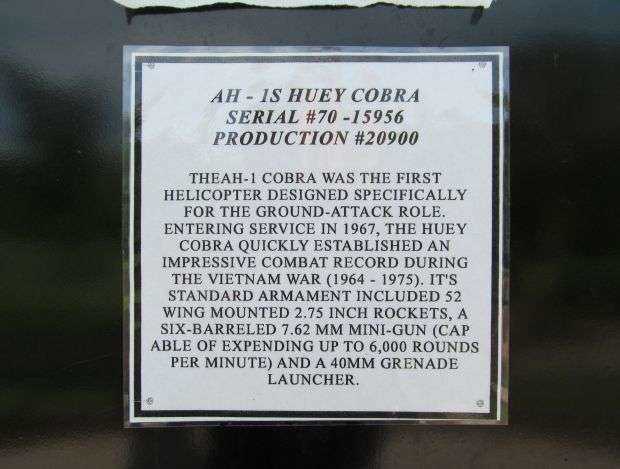 AH - 1S HUEY COBRA
SERIAL #70 -15956
PRODUCTION #20900
THEAH-1 COBRA WAS THE FIRST
HELICOPTER DESIGNED SPECIFICALLY
FOR THE GROUND-ATTACK ROLE.
ENTERING SERVICE IN 1967, THE HUEY
COBRA QUICKLY ESTABLISHED AN
IMPRESSIVE COMBAT RECORD DURING
THE VIETNAM WAR (1964 - 1975). IT'S
STANDARD ARMAMENT INCLUDED 52
WING MOUNTED 2.75 INCH ROCKETS, A
SIX-BARRELED 7.62 MM MINI-GUN (CAP
ABLE OF EXPENDING UP TO 6,000 ROUNDS
PER MINUTE) AND A 40MM GRENADE
LAUNCHER.